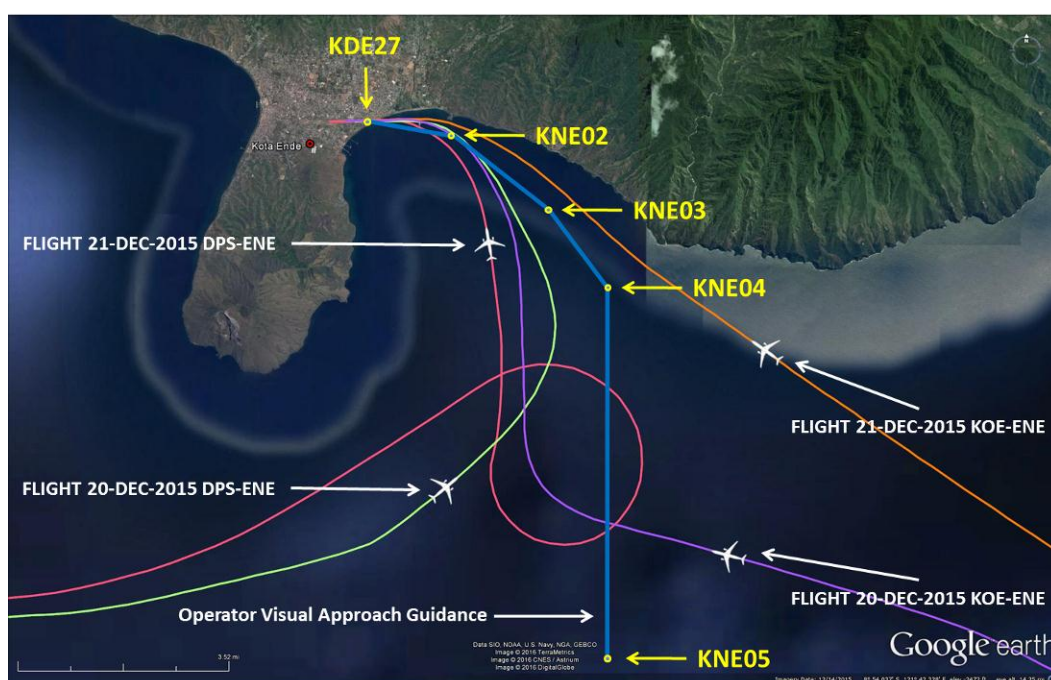 KDE27
KNE02
Kota Ende
KNE03
FLIGHT 21-DEC-2015 DPS-ENE
KNE04
FLIGHT 21-DEC-2015 KOE-ENE
FLIGHT 20-DEC-2015 DPS-ENE
FLIGHT 20-DEC-2015 KOE-ENE
Operator Visual Approach Guidance
Google earth
Data SIO, NOAA, U.S. Navy, NGA, GEBCO
Image © 2016 TerraMetrics
Image © 2016 CNES / Astrium
Image © 2016 DigitalGlobe
3.52 mi
KNE05